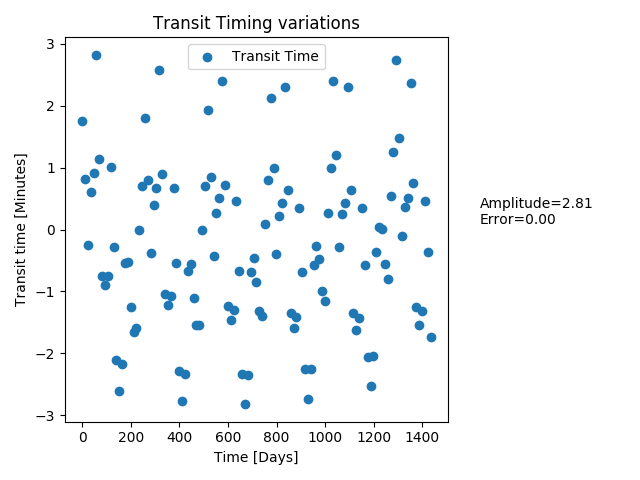 Transit Timing variations
Transit Time
Transit time [Minutes]
3
2
1
0
−1
−2
−3
0 200 400 600 800 1000 1200 1400
Time [Days]
Amplitude=2.81
Error=0.00